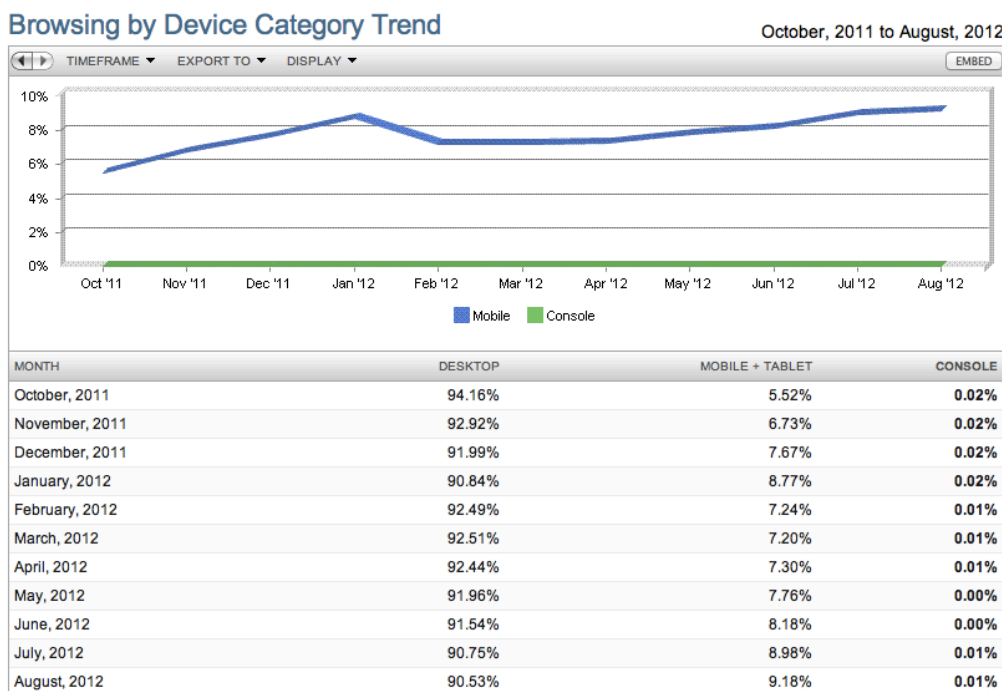 Browsing by Device Category Trend
October, 2011 to August, 2012
TIMEFRAME EXPORT TO DISPLAY EMBED
10%
8%
6%
4%
2%
0%
Oct '11 Nov '11 Dec '11 Jan '12 Feb '12 Mar '12 Apr '12 May '12 Jun '12 Jul '12 Aug '12
Mobile Console
MONTH DESKTOP MOBILE + TABLET CONSOLE
October, 2011 94.16% 5.52% 0.02%
November, 2011 92.92% 6.73% 0.02%
December, 2011 91.99% 7.67% 0.02%
January, 2012 90.84% 8.77% 0.02%
February, 2012 92.49% 7.24% 0.01%
March, 2012 92.51% 7.20% 0.01%
April, 2012 92.44% 7.30% 0.01%
May, 2012 91.96% 7.76% 0.00%
June, 2012 91.54% 8.18% 0.00%
July, 2012 90.75% 8.98% 0.01%
August, 2012 90.53% 9.18% 0.01%